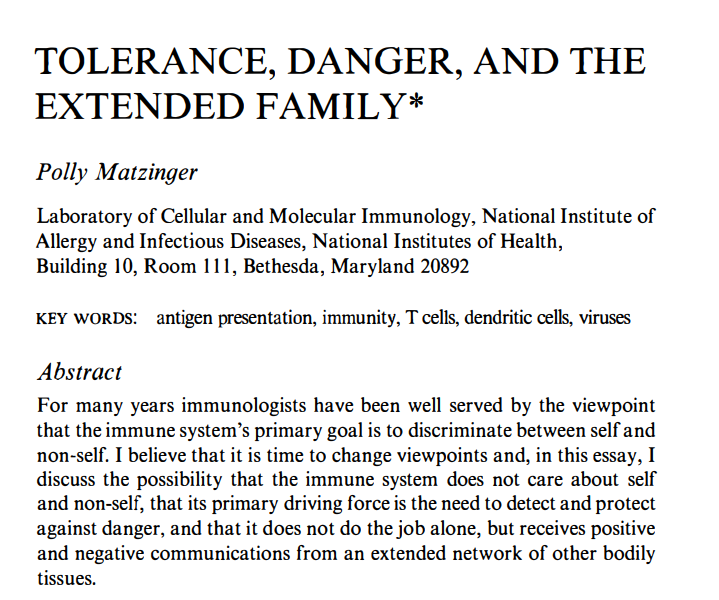 TOLERANCE, DANGER, AND THE
EXTENDED FAMILY*
Polly Matzinger
Laboratory of Cellular and Molecular Immunology, National Institute of
Allergy and Infectious Diseases, National Institutes of Health,
Building 10, Room 111, Bethesda, Maryland 20892
KEY WORDS: antigen presentation, immunity, T cells, dendritic cells, viruses
Abstract
For many years immunologists have been well served by the viewpoint
that the immune system's primary goal is to discriminate between self and
non-self. I believe that it is time to change viewpoints and, in this essay, I
discuss the possibility that the immune system does not care about self
and non-self, that its primary driving force is the need to detect and protect
against danger, and that it does not do the job alone, but receives positive
and negative communications from an extended network of other bodily
tissues.